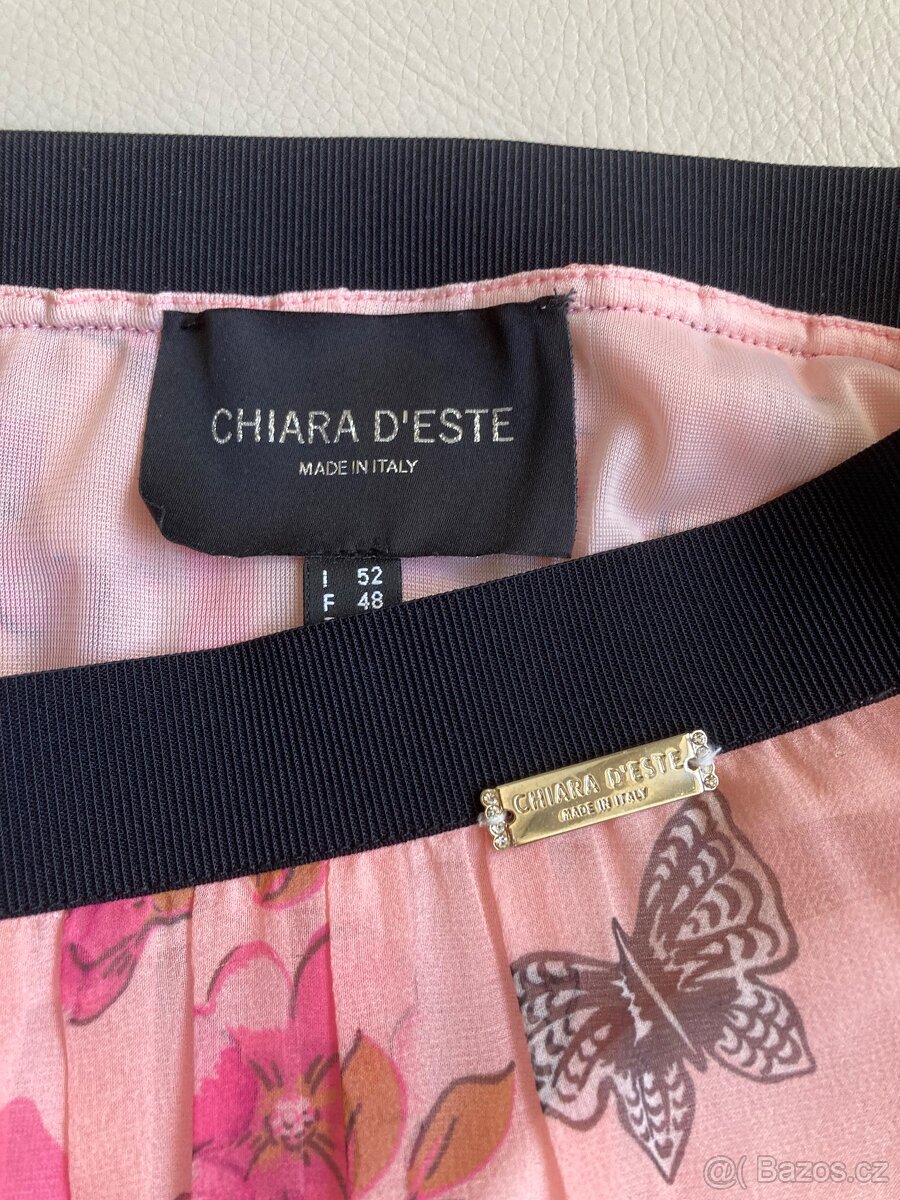 CHIARA D'ESTE
MADE IN ITALY
I 52
F 48
CHIARA D'ESTE
MADE IN ITALY
@( Bazos.cz